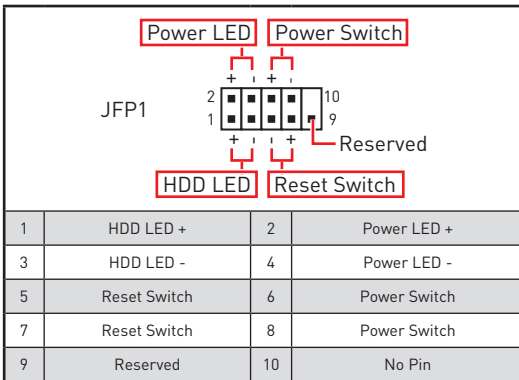 Power LED Power Switch
+ - + -
2 10
JFP1
1 9
+ - - +
Reserved
HDD LED Reset Switch
1 HDD LED + 2 Power LED +
3 HDD LED - 4 Power LED -
5 Reset Switch 6 Power Switch
7 Reset Switch 8 Power Switch
9 Reserved 10 No Pin